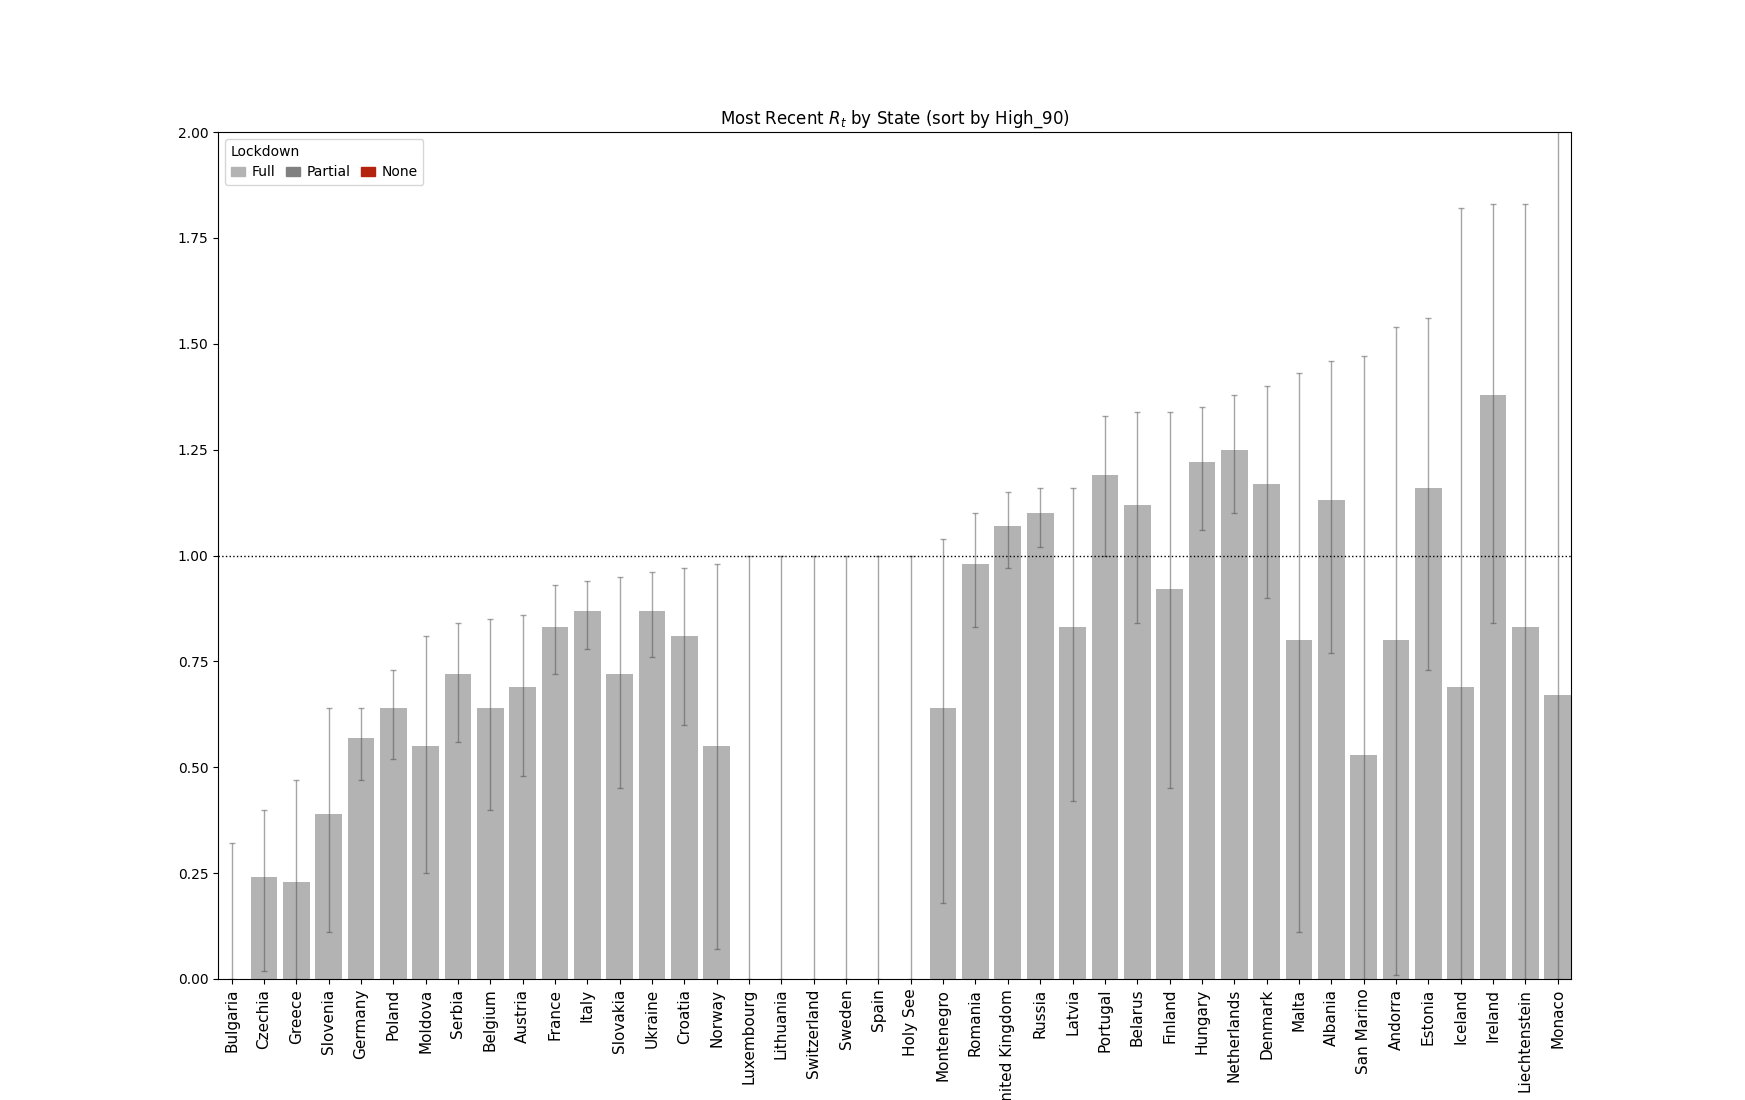 Most Recent R_t by State (sort by High_90)
Lockdown
Full Partial None
2.00
1.75
1.50
1.25
1.00
0.75
0.50
0.25
0.00
Bulgaria
Czechia
Greece
Slovenia
Germany
Poland
Moldova
Serbia
Belgium
Austria
France
Italy
Slovakia
Ukraine
Croatia
Norway
Luxembourg
Lithuania
Switzerland
Sweden
Spain
Holy See
Montenegro
Romania
nited Kingdom
Russia
Latvia
Portugal
Belarus
Finland
Hungary
Netherlands
Denmark
Malta
Albania
San Marino
Andorra
Estonia
Iceland
Ireland
Liechtenstein
Monaco